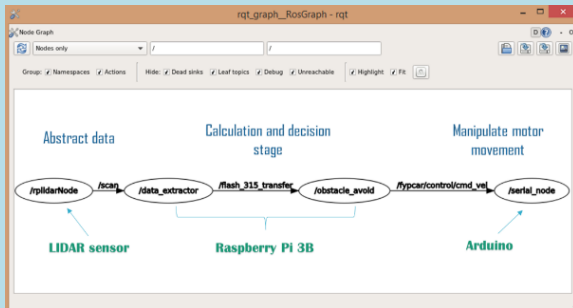 rqt_graph__RosGraph - rqt
Node Graph
D
O
Nodes only
/
/
Group: Namespaces Actions Hide: Dead sinks Leaf topics Debug Unreachable Highlight Fit
Abstract data
Calculation and decision
stage
Manipulate motor
movement
/rplidarNode
/scan
/data_extractor
/flash_315_transfer
/obstacle_avoid
/fypcar/control/cmd_vel
/serial_node
LIDAR sensor
Raspberry Pi 3B
Arduino